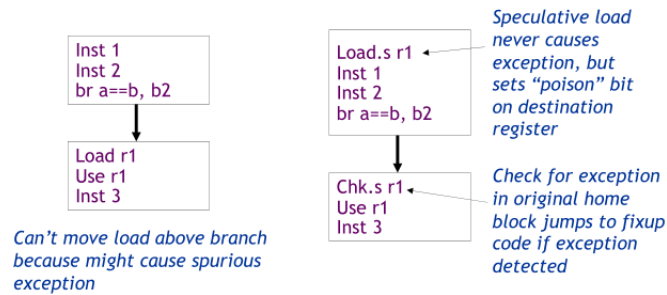 Inst 1
Inst 2
br a==b, b2
Load r1
Use r1
Inst 3
Can't move load above branch
because might cause spurious
exception
Load.s r1
Inst 1
Inst 2
br a==b, b2
Chk.s r1
Use r1
Inst 3
Speculative load
never causes
exception, but
sets “poison” bit
on destination
register
Check for exception
in original home
block jumps to fixup
code if exception
detected